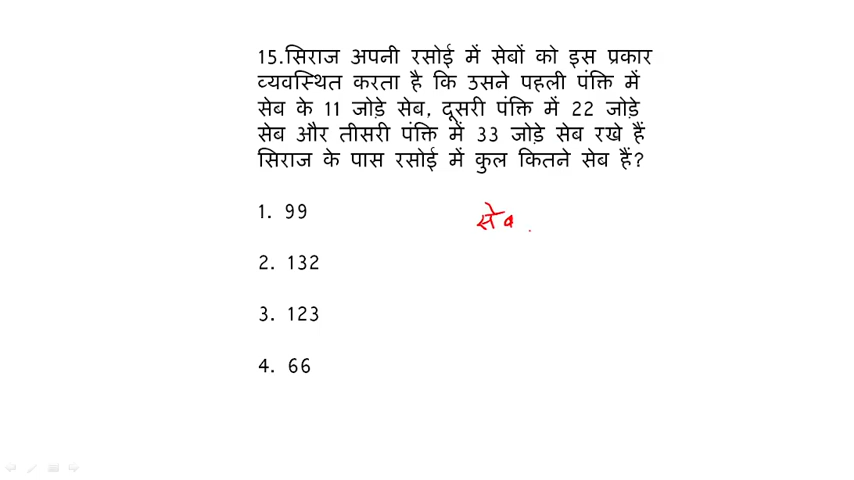 15.सिराज अपनी रसोई में सेबों को इस प्रकार
व्यवस्थित करता है कि उसने पहली पंक्ति में
सेब के 11 जोड़े सेब, दूसरी पंक्ति में 22 जोड़े
सेब और तीसरी पंक्ति में 33 जोड़े सेब रखे हैं
सिराज के पास रसोई में कुल कितने सेब हैं?
1. 99
सेब
2. 132
3. 123
4. 66